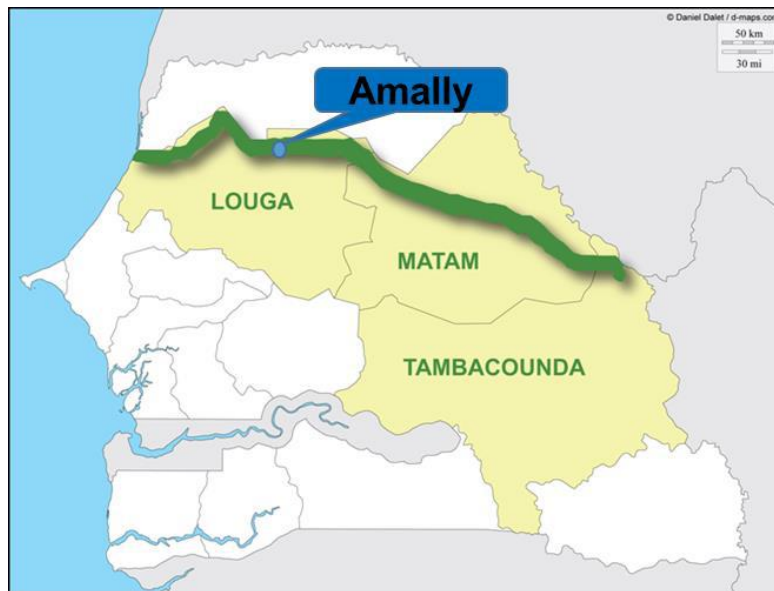 © Daniel Dalet / d-maps.com
50 km
30 mi
Amally
LOUGA
MATAM
TAMBACOUNDA